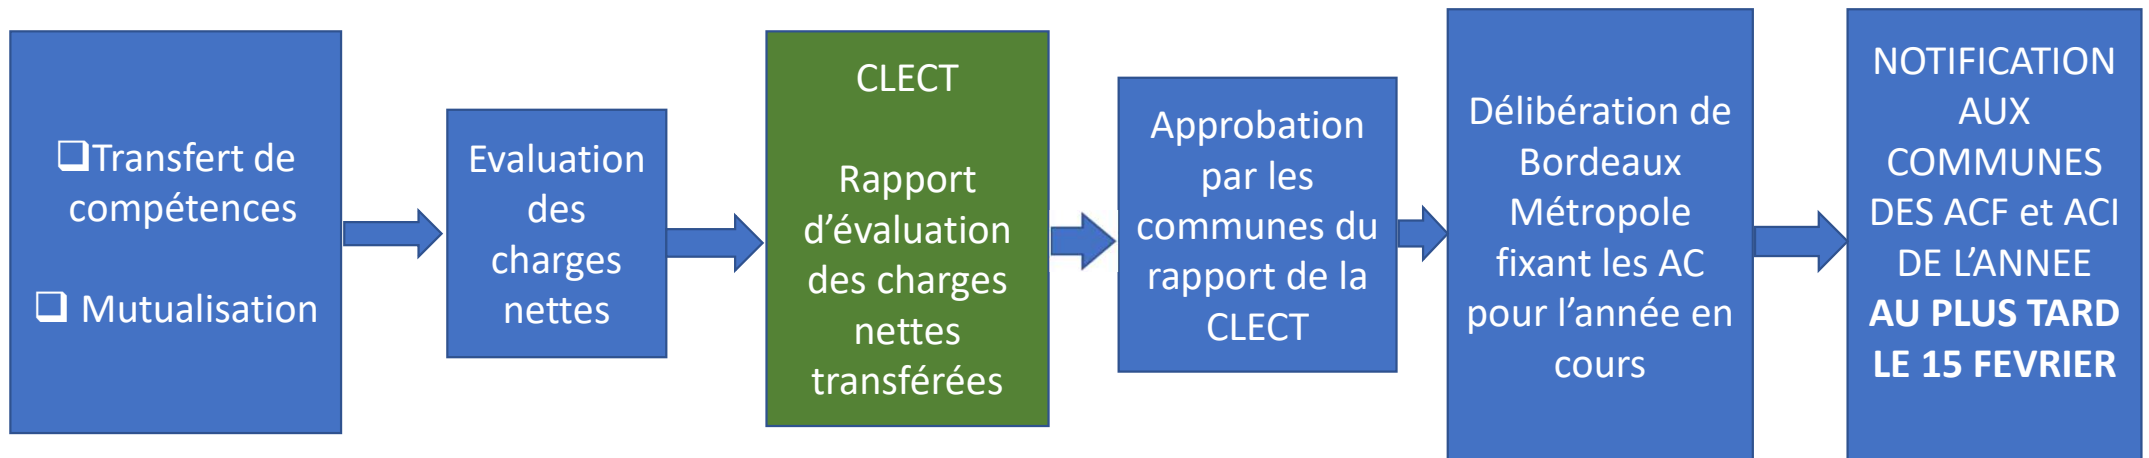 ❑Transfert de
compétences
❑ Mutualisation
Evaluation
des
charges
nettes
CLECT
Rapport
d’évaluation
des charges
nettes
transférées
Approbation
par les
communes du
rapport de la
CLECT
Délibération de
Bordeaux
Métropole
fixant les AC
pour l’année en
cours
NOTIFICATION
AUX
COMMUNES
DES ACF et ACI
DE L’ANNEE
AU PLUS TARD
LE 15 FEVRIER